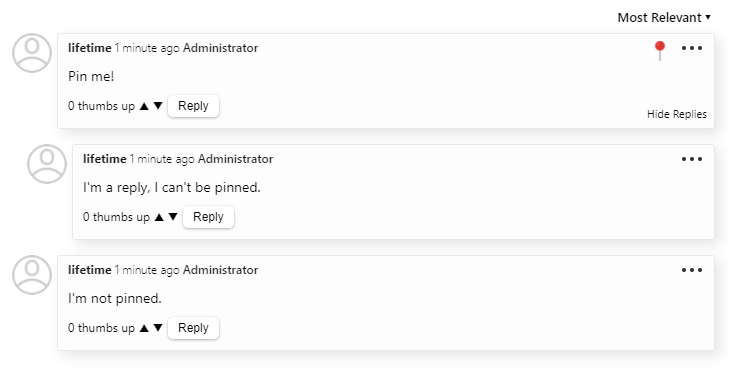 Most Relevant ▾
lifetime 1 minute ago Administrator
Pin me!
0 thumbs up ▲ ▼ Reply
Hide Replies
lifetime 1 minute ago Administrator
I'm a reply, I can't be pinned.
0 thumbs up ▲ ▼ Reply
lifetime 1 minute ago Administrator
I'm not pinned.
0 thumbs up ▲ ▼ Reply